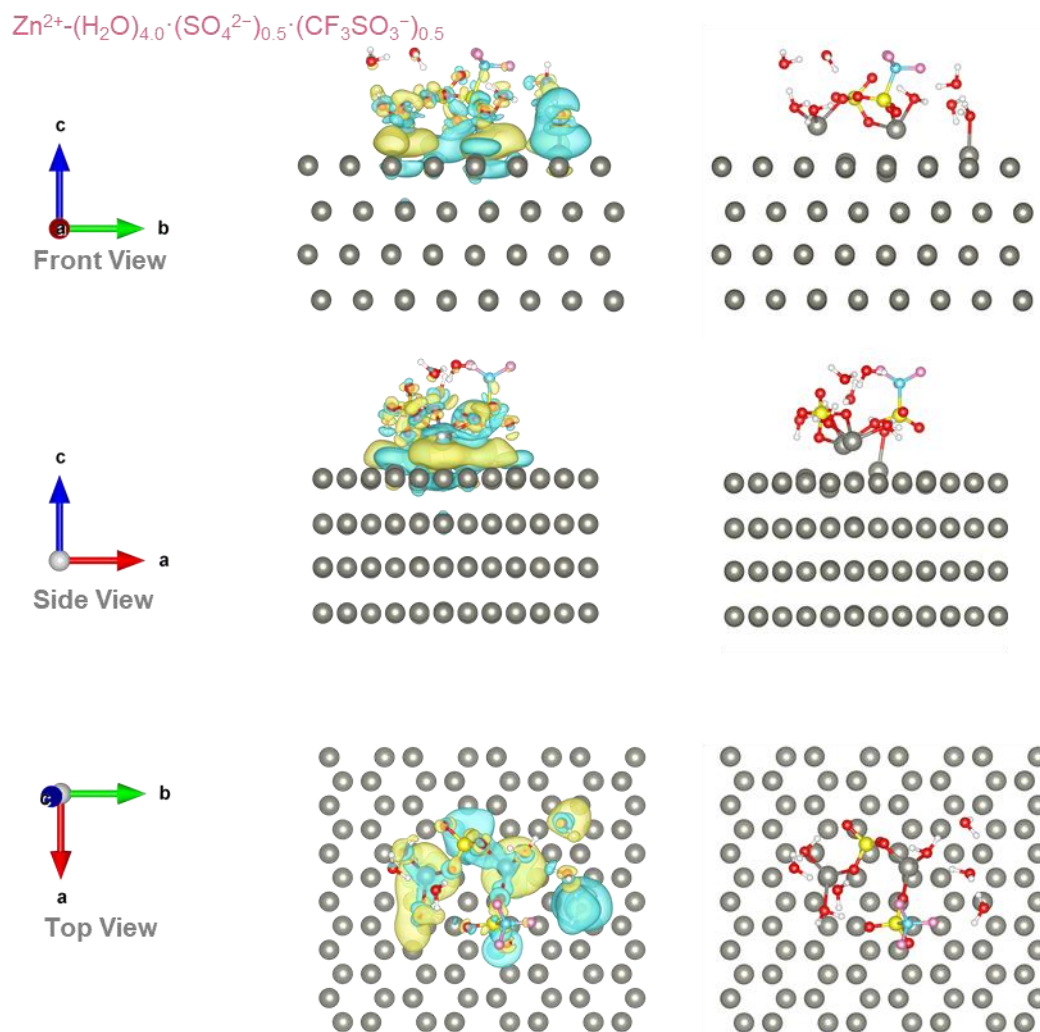 Zn²⁺-(H₂O)₄.₀·(SO₄²⁻)₀.₅·(CF₃SO₃⁻)₀.₅
c
a
b
Front View
c
a
Side View
c
b
a
Top View